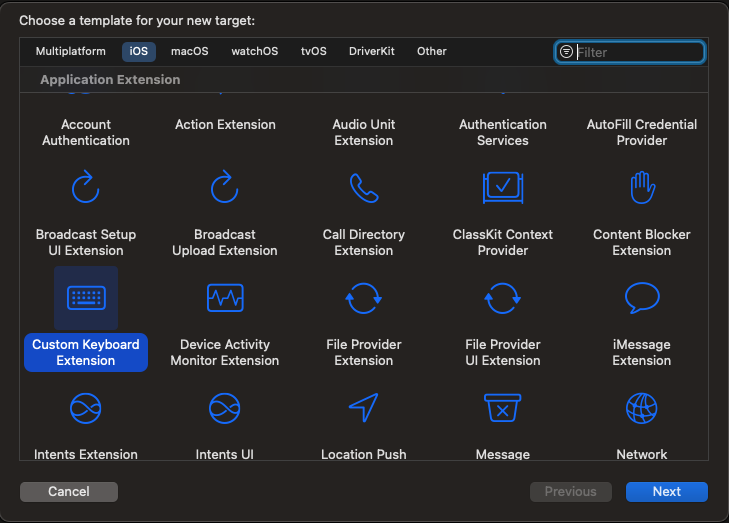 Choose a template for your new target:
Multiplatform iOS macOS watchOS tvOS DriverKit Other Filter
Application Extension
Account Authentication
Action Extension
Audio Unit Extension
Authentication Services
AutoFill Credential Provider
Broadcast Setup UI Extension
Broadcast Upload Extension
Call Directory Extension
ClassKit Context Provider
Content Blocker Extension
Custom Keyboard Extension
Device Activity Monitor Extension
File Provider Extension
File Provider UI Extension
iMessage Extension
Intents Extension
Intents UI
Location Push
Message
Network
Cancel Previous Next